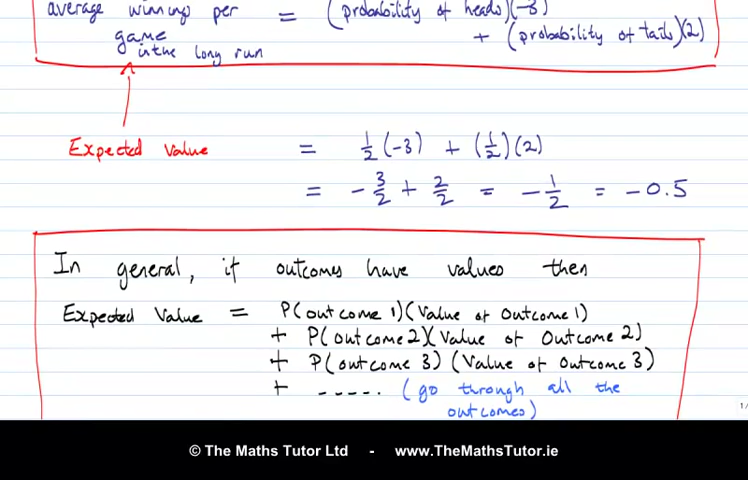 average winnings per = (probability of heads)(-3)
game + (probability of tails)(2)
in the long run
Expected Value = 1/2 (-3) + (1/2)(2)
= -3/2 + 2/2 = -1/2 = -0.5
In general, if outcomes have values then
Expected Value = P(outcome 1)(Value of Outcome 1)
+ P(outcome 2)(Value of Outcome 2)
+ P(outcome 3) (Value of Outcome 3)
+ ----.. (go through all the
outcomes)
1/
© The Maths Tutor Ltd - www.TheMathsTutor.ie